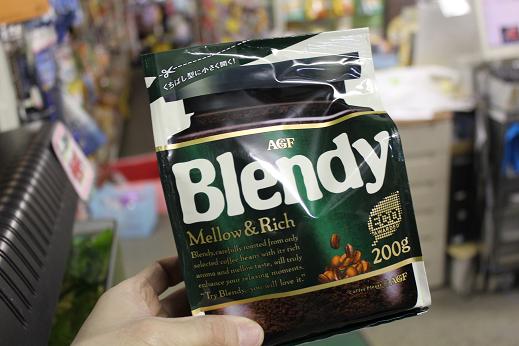 くちばし型に小さく開く!
AGF
Blendy
Mellow & Rich
Blendy, carefully roasted from only
selected coffee beans with its rich
aroma and mellow taste, will truly
enhance your relaxing moments.
"Try Blendy, you will love it."
ECO
200g
AGF